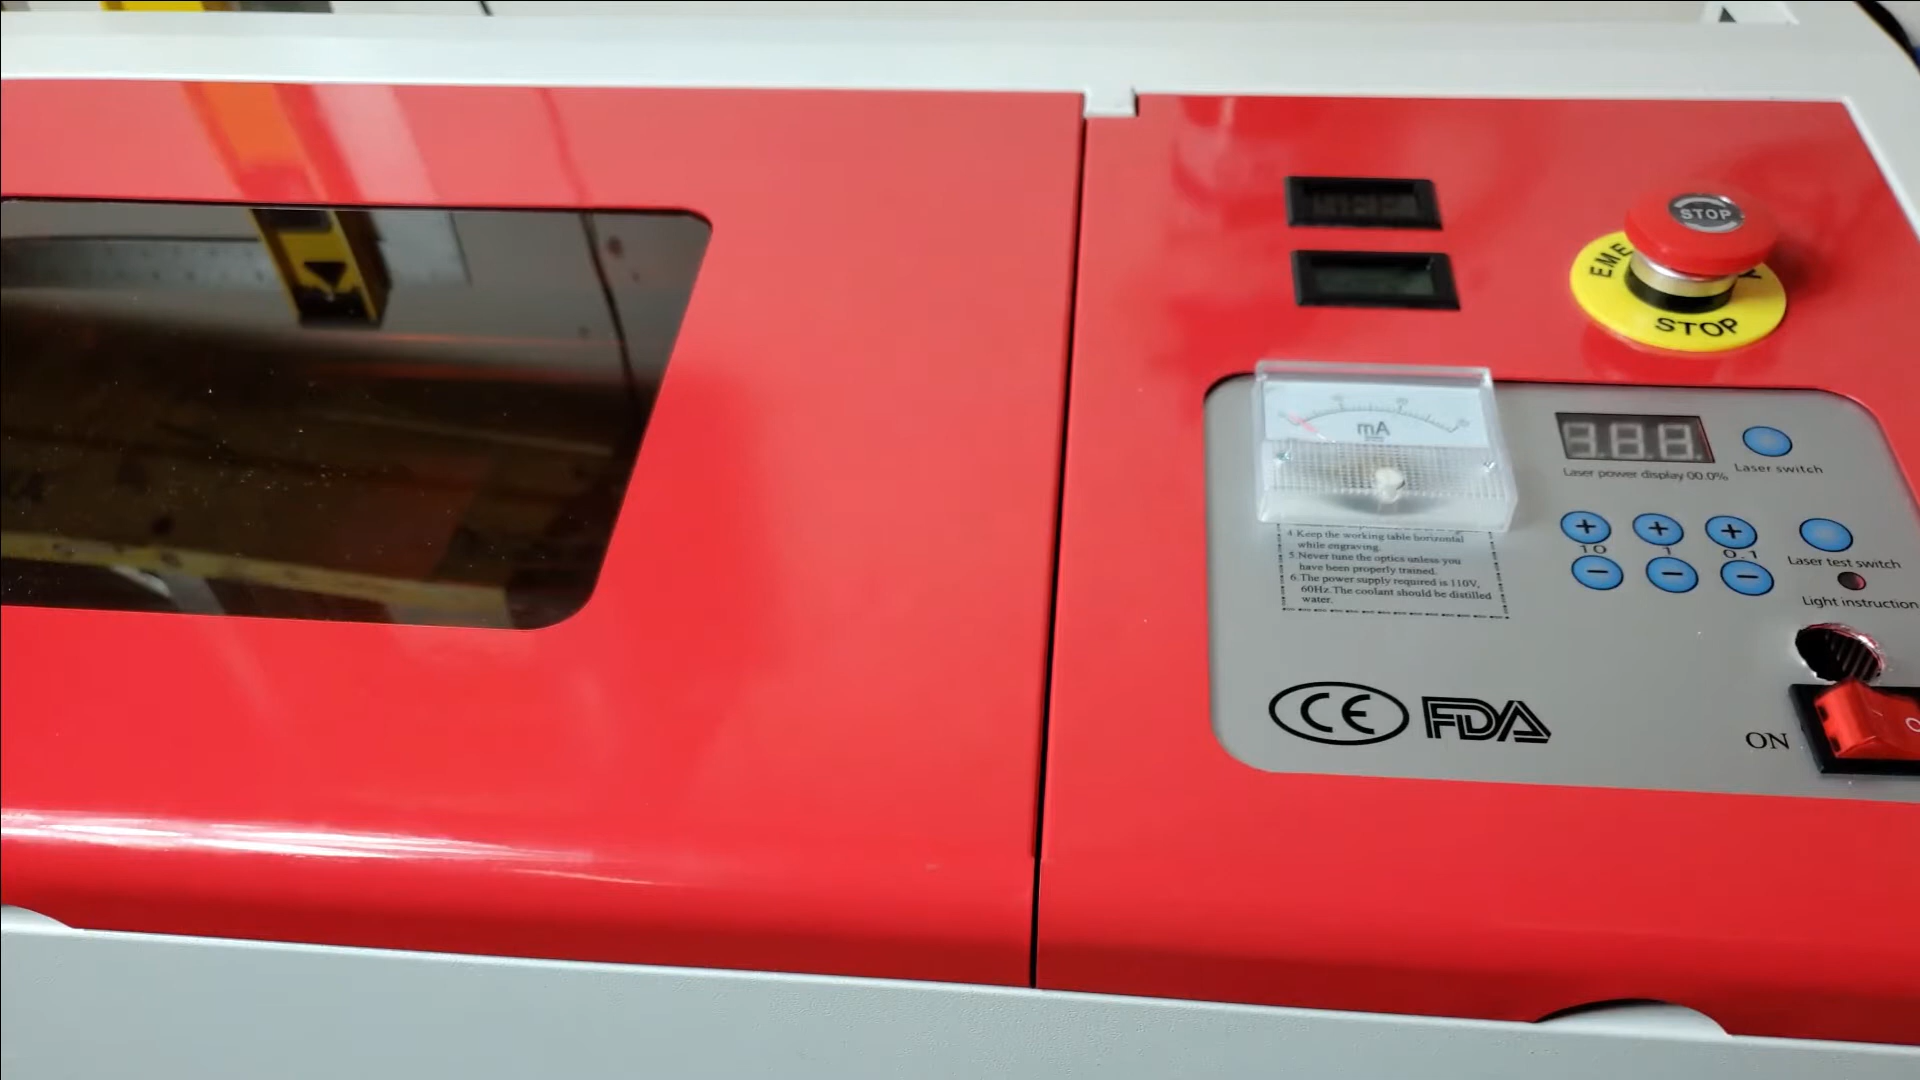 STOP
STOP
mA
Laser power display 00.0%
Laser switch
+ + +
10 1 0.1
- - -
Laser test switch
Light instruction
4 Keep the working table horizontal
while engraving.
5.Never tune the optics unless you
have been properly trained.
6.The power supply required is 110V,
60Hz.The coolant should be distilled
water.
CE FDA
ON